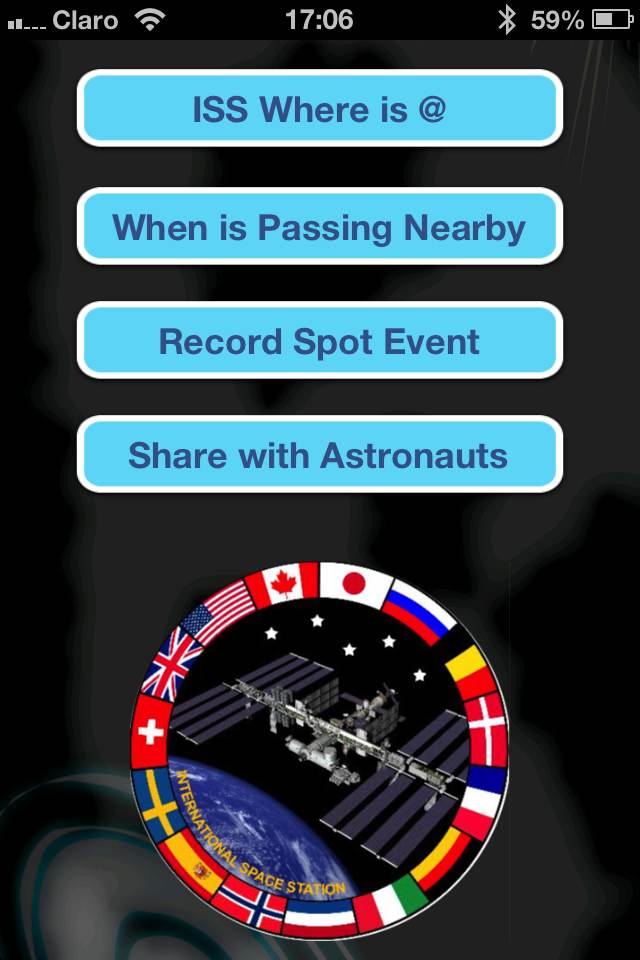 Claro 17:06 59%
ISS Where is @
When is Passing Nearby
Record Spot Event
Share with Astronauts
INTERNATIONAL SPACE STATION